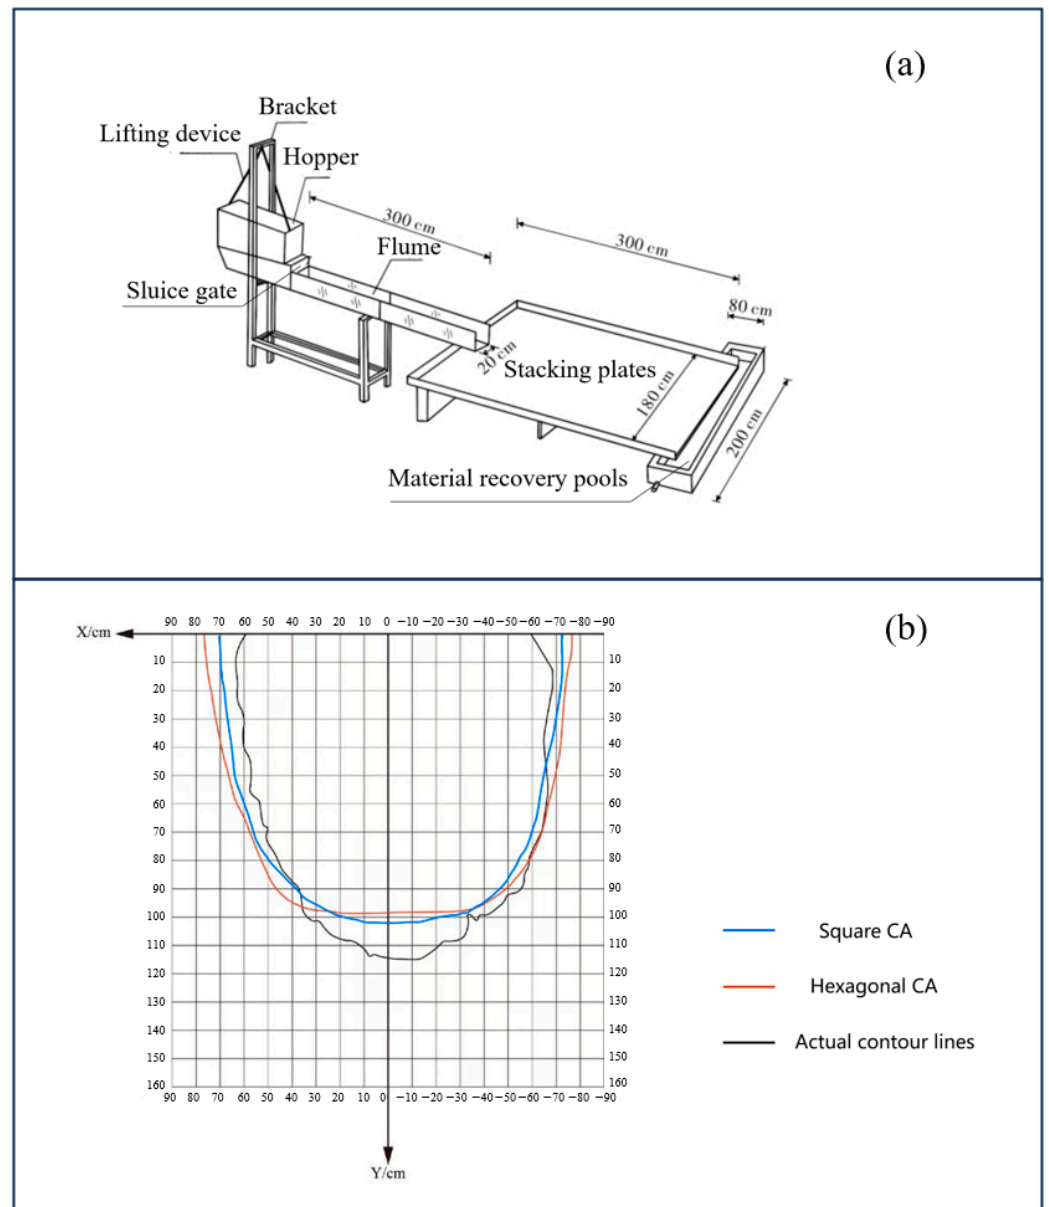 (a)
Bracket
Lifting device
Hopper
300 cm
300 cm
Flume
Sluice gate
80 cm
20 cm
Stacking plates
180 cm
200 cm
Material recovery pools
(b)
90 80 70 60 50 40 30 20 10 0 −10 −20 −30 −40 −50 −60 −70 −80 −90
X/cm
10 10
20 20
30 30
40 40
50 50
60 60
70 70
80 80
90 90
100 100
110 110
120 120
130 130
140 140
150 150
160 160
90 80 70 60 50 40 30 20 10 0 −10 −20 −30 −40 −50 −60 −70 −80 −90
Y/cm
Square CA
Hexagonal CA
Actual contour lines